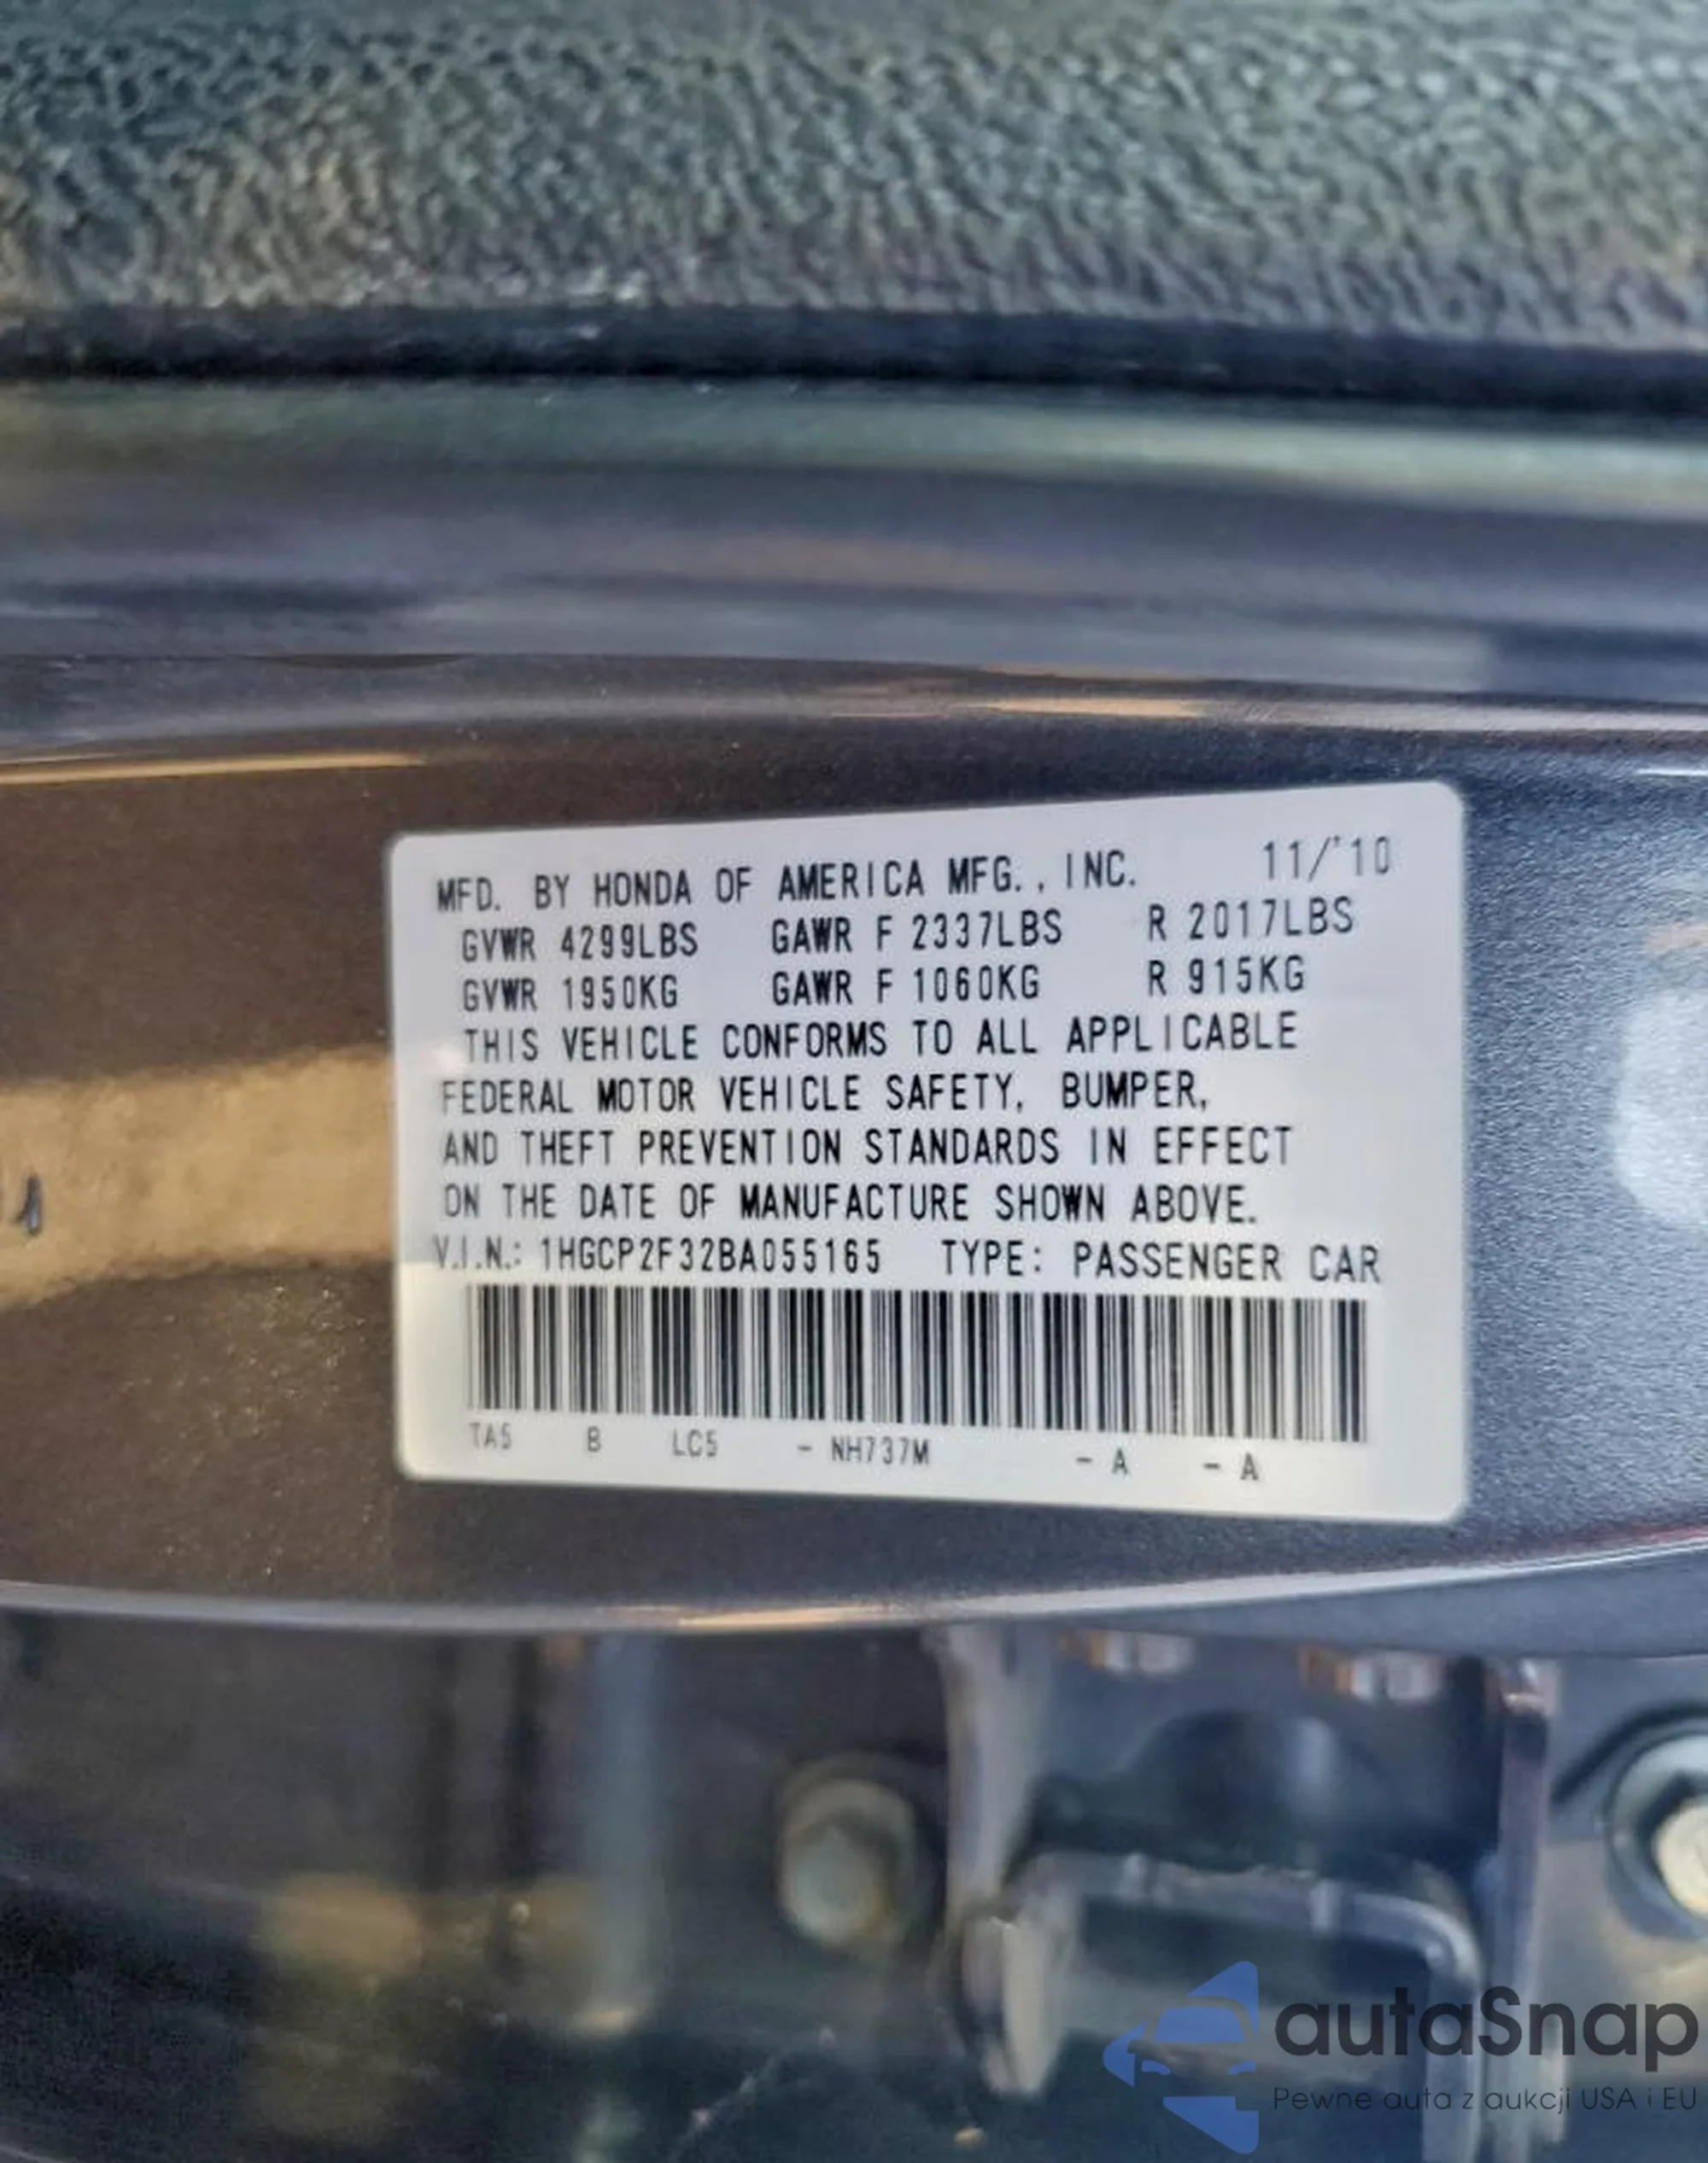 MFD. BY HONDA OF AMERICA MFG., INC. 11/'10
GVWR 4299LBS GAWR F 2337LBS R 2017LBS
GVWR 1950KG GAWR F 1060KG R 915KG
THIS VEHICLE CONFORMS TO ALL APPLICABLE
FEDERAL MOTOR VEHICLE SAFETY, BUMPER,
AND THEFT PREVENTION STANDARDS IN EFFECT
ON THE DATE OF MANUFACTURE SHOWN ABOVE.
V.I.N.: 1HGCP2F32BA055165 TYPE: PASSENGER CAR
TA5 B LC5 - NH737M - A - A
autaSnap
Pewne auta z aukcji USA i EU